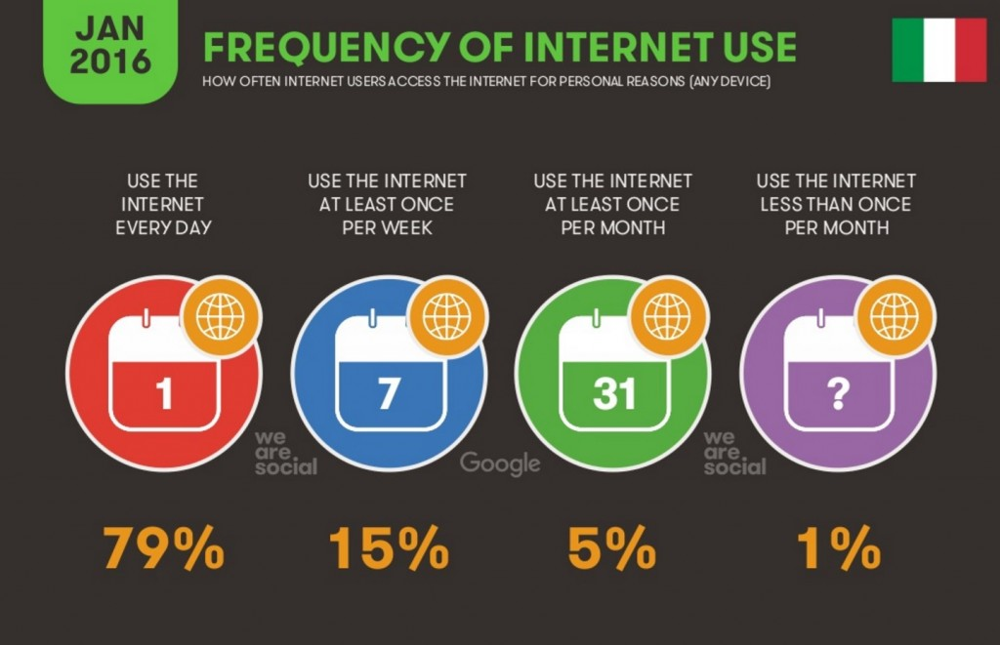 JAN
2016
FREQUENCY OF INTERNET USE
HOW OFTEN INTERNET USERS ACCESS THE INTERNET FOR PERSONAL REASONS (ANY DEVICE)
USE THE
INTERNET
EVERY DAY
USE THE INTERNET
AT LEAST ONCE
PER WEEK
USE THE INTERNET
AT LEAST ONCE
PER MONTH
USE THE INTERNET
LESS THAN ONCE
PER MONTH
1
7
31
?
we
are
social
Google
we
are
social
79%
15%
5%
1%